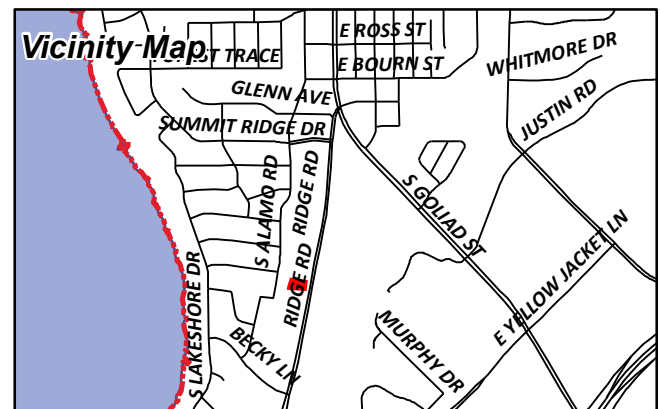 Vicinity Map
TRACE
E ROSS ST
E BOURN ST
WHITMORE DR
GLENN AVE
JUSTIN RD
SUMMIT RIDGE DR
S ALAMO RD
RIDGE RD
RIDGE RD
S GOLIAD ST
S LAKESHORE DR
E YELLOW JACKET LN
BECKY LN
MURPHY DR